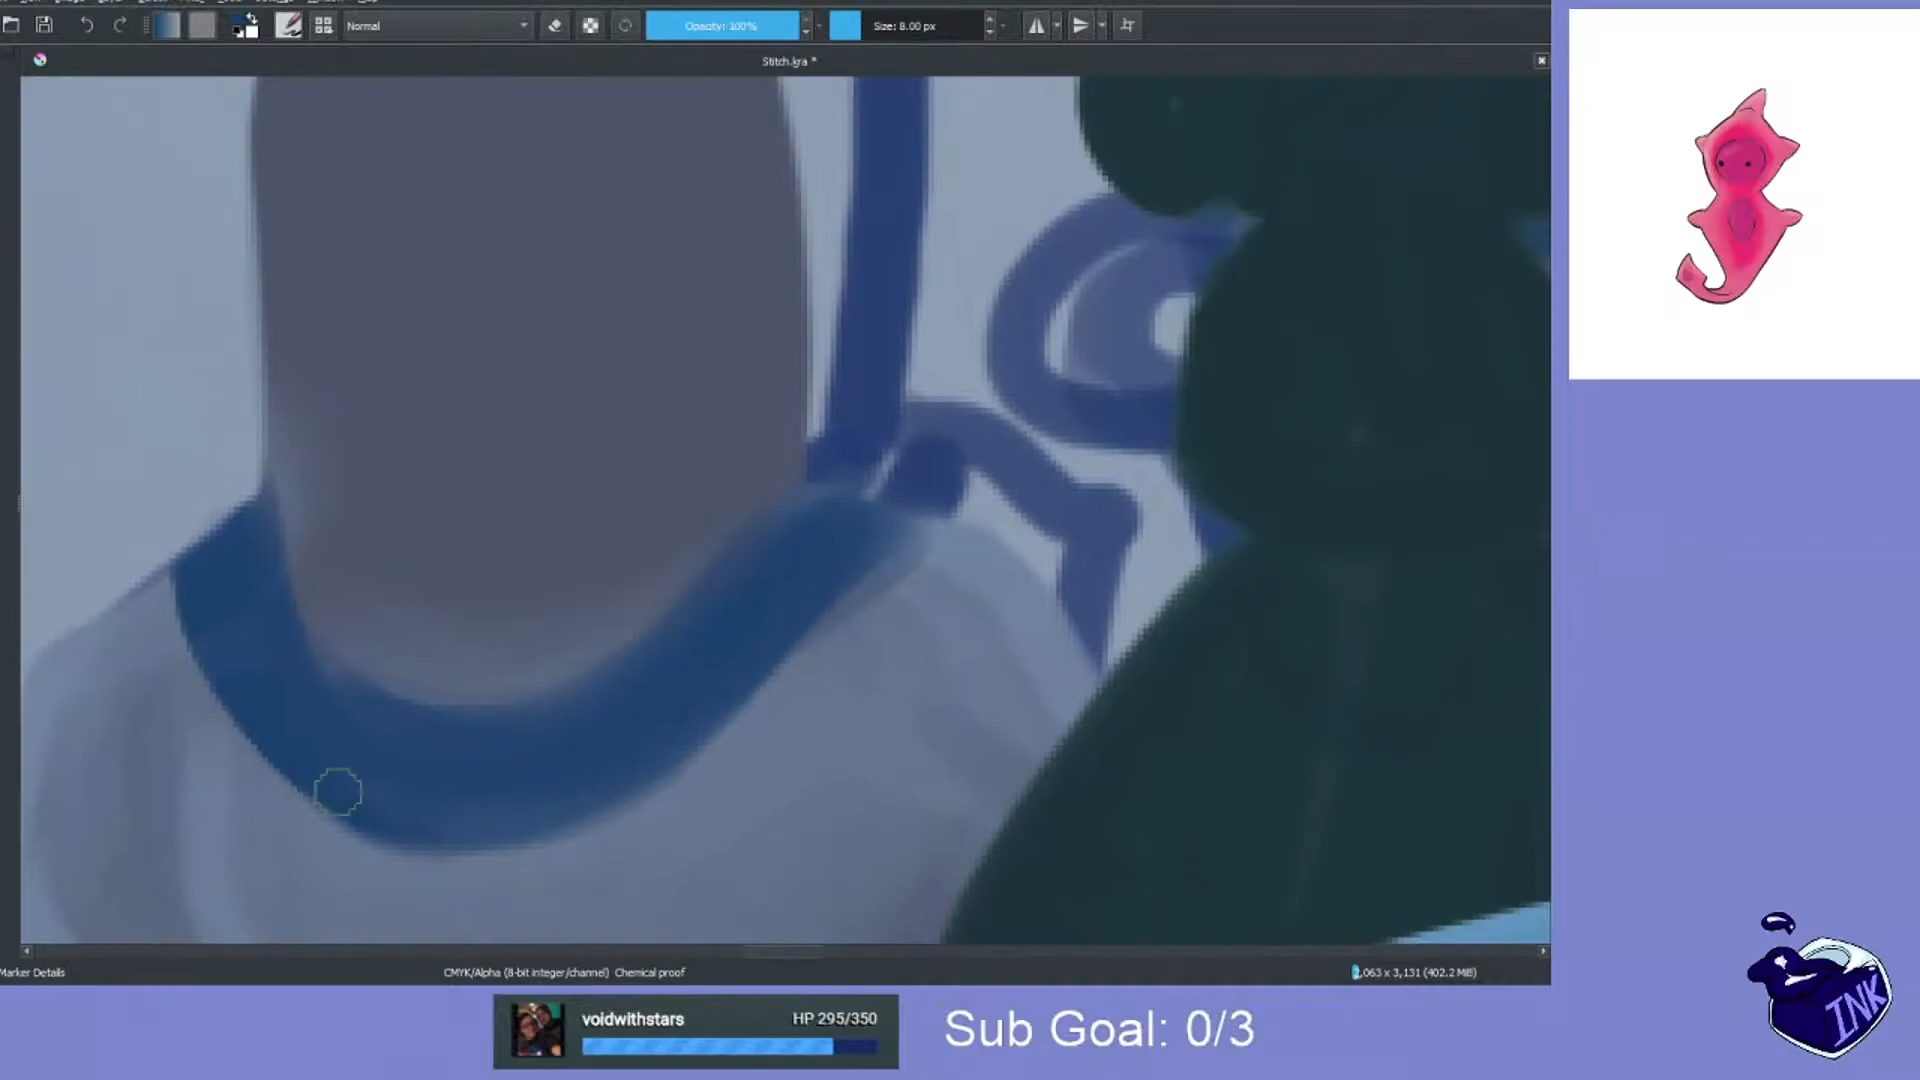 Normal
Opacity: 100%
Size: 8.00 px
Stitch.kra *
Marker Details
CMYK/Alpha (8-bit integer/channel) Chemical proof
,063 x 3,131 (402.2 MiB)
voidwithstars
HP 295/350
Sub Goal: 0/3
INK